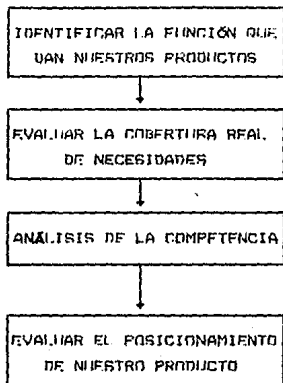 IDENTIFICAR LA FUNCIÓN QUE
DAN NUESTROS PRODUCTOS
EVALUAR LA COBERTURA REAL
DE NECESIDADES
ANÁLISIS DE LA COMPETENCIA
EVALUAR EL POSICIONAMIENTO
DE NUESTRO PRODUCTO